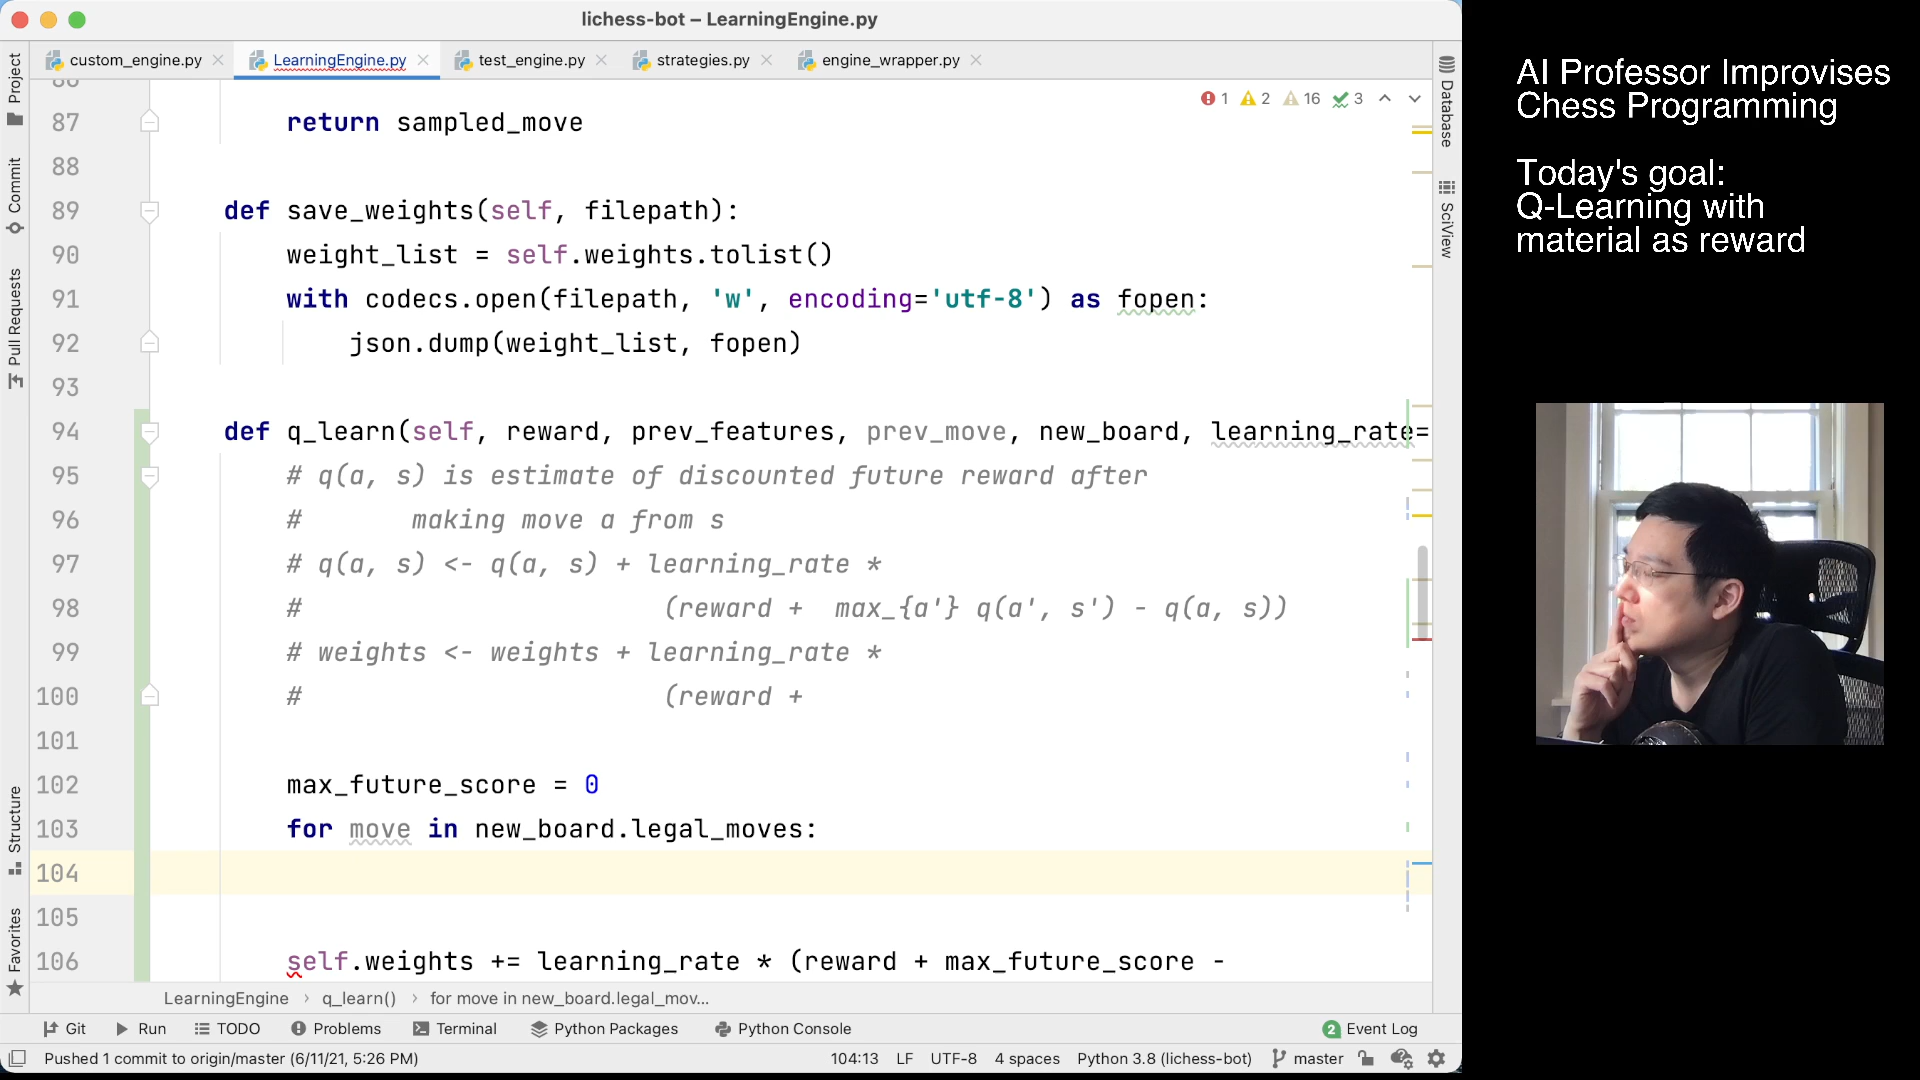 lichess-bot – LearningEngine.py
custom_engine.py
LearningEngine.py
test_engine.py
strategies.py
engine_wrapper.py
1 2 16 3
87 return sampled_move
88
89 def save_weights(self, filepath):
90 weight_list = self.weights.tolist()
91 with codecs.open(filepath, 'w', encoding='utf-8') as fopen:
92 json.dump(weight_list, fopen)
93
94 def q_learn(self, reward, prev_features, prev_move, new_board, learning_rate=
95 # q(a, s) is estimate of discounted future reward after
96 # making move a from s
97 # q(a, s) <- q(a, s) + learning_rate *
98 # (reward + max_{a'} q(a', s') - q(a, s))
99 # weights <- weights + learning_rate *
100 # (reward +
101
102 max_future_score = 0
103 for move in new_board.legal_moves:
104
105
106 self.weights += learning_rate * (reward + max_future_score -
LearningEngine › q_learn() › for move in new_board.legal_mov...
Git
Run
TODO
Problems
Terminal
Python Packages
Python Console
2 Event Log
Pushed 1 commit to origin/master (6/11/21, 5:26 PM)
104:13 LF UTF-8 4 spaces Python 3.8 (lichess-bot) master
Project
Commit
Pull Requests
Structure
Favorites
Database
SciView
AI Professor Improvises
Chess Programming
Today's goal:
Q-Learning with
material as reward